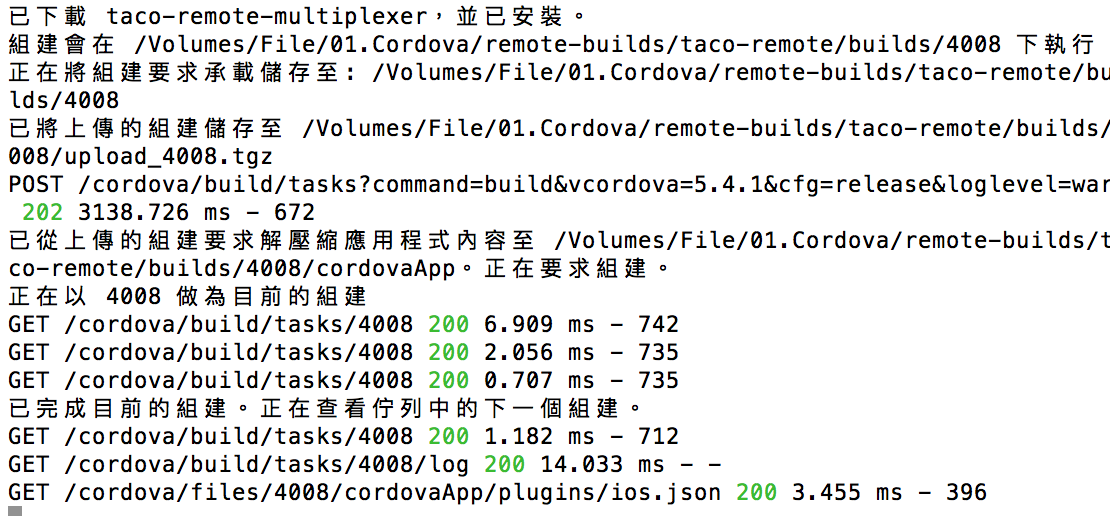 已下載 taco-remote-multiplexer，並已安裝。
組建會在 /Volumes/File/01.Cordova/remote-builds/taco-remote/builds/4008 下執行
正在將組建要求承載儲存至: /Volumes/File/01.Cordova/remote-builds/taco-remote/bu
lds/4008
已將上傳的組建儲存至 /Volumes/File/01.Cordova/remote-builds/taco-remote/builds/
008/upload_4008.tgz
POST /cordova/build/tasks?command=build&vcordova=5.4.1&cfg=release&loglevel=war
202 3138.726 ms - 672
已從上傳的組建要求解壓縮應用程式內容至 /Volumes/File/01.Cordova/remote-builds/t
co-remote/builds/4008/cordovaApp。正在要求組建。
正在以 4008 做為目前的組建
GET /cordova/build/tasks/4008 200 6.909 ms - 742
GET /cordova/build/tasks/4008 200 2.056 ms - 735
GET /cordova/build/tasks/4008 200 0.707 ms - 735
已完成目前的組建。正在查看佇列中的下一個組建。
GET /cordova/build/tasks/4008 200 1.182 ms - 712
GET /cordova/build/tasks/4008/log 200 14.033 ms - -
GET /cordova/files/4008/cordovaApp/plugins/ios.json 200 3.455 ms - 396